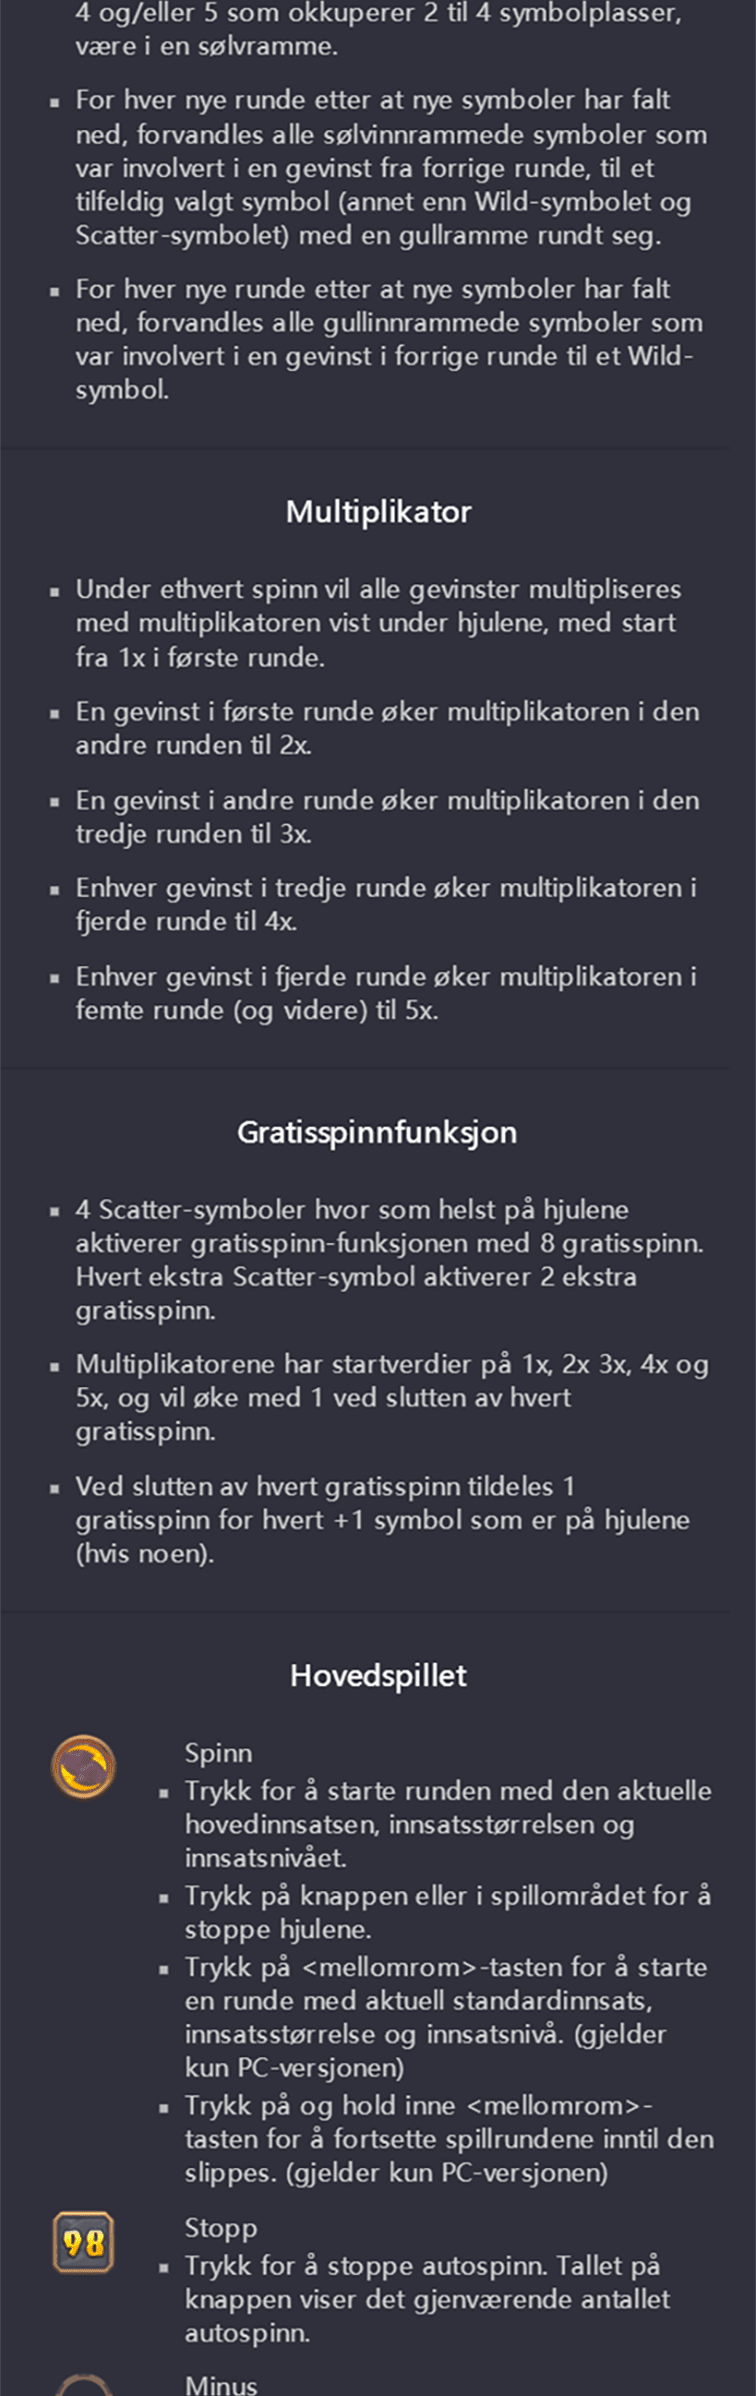 4 og/eller 5 som okkuperer 2 til 4 symbolplasser,
være i en sølvramme.
▪ For hver nye runde etter at nye symboler har falt
ned, forvandles alle sølvinnrammede symboler som
var involvert i en gevinst fra forrige runde, til et
tilfeldig valgt symbol (annet enn Wild-symbolet og
Scatter-symbolet) med en gullramme rundt seg.
▪ For hver nye runde etter at nye symboler har falt
ned, forvandles alle gullinnrammede symboler som
var involvert i en gevinst i forrige runde til et Wild-
symbol.
Multiplikator
▪ Under ethvert spinn vil alle gevinster multipliseres
med multiplikatoren vist under hjulene, med start
fra 1x i første runde.
▪ En gevinst i første runde øker multiplikatoren i den
andre runden til 2x.
▪ En gevinst i andre runde øker multiplikatoren i den
tredje runden til 3x.
▪ Enhver gevinst i tredje runde øker multiplikatoren i
fjerde runde til 4x.
▪ Enhver gevinst i fjerde runde øker multiplikatoren i
femte runde (og videre) til 5x.
Gratisspinnfunksjon
▪ 4 Scatter-symboler hvor som helst på hjulene
aktiverer gratisspinn-funksjonen med 8 gratisspinn.
Hvert ekstra Scatter-symbol aktiverer 2 ekstra
gratisspinn.
▪ Multiplikatorene har startverdier på 1x, 2x 3x, 4x og
5x, og vil øke med 1 ved slutten av hvert
gratisspinn.
▪ Ved slutten av hvert gratisspinn tildeles 1
gratisspinn for hvert +1 symbol som er på hjulene
(hvis noen).
Hovedspillet
Spinn
▪ Trykk for å starte runden med den aktuelle
hovedinnsatsen, innsatsstørrelsen og
innsatsnivået.
▪ Trykk på knappen eller i spillområdet for å
stoppe hjulene.
▪ Trykk på <mellomrom>-tasten for å starte
en runde med aktuell standardinnsats,
innsatsstørrelse og innsatsnivå. (gjelder
kun PC-versjonen)
▪ Trykk på og hold inne <mellomrom>-
tasten for å fortsette spillrundene inntil den
slippes. (gjelder kun PC-versjonen)
98
Stopp
▪ Trykk for å stoppe autospinn. Tallet på
knappen viser det gjenværende antallet
autospinn.
Minus